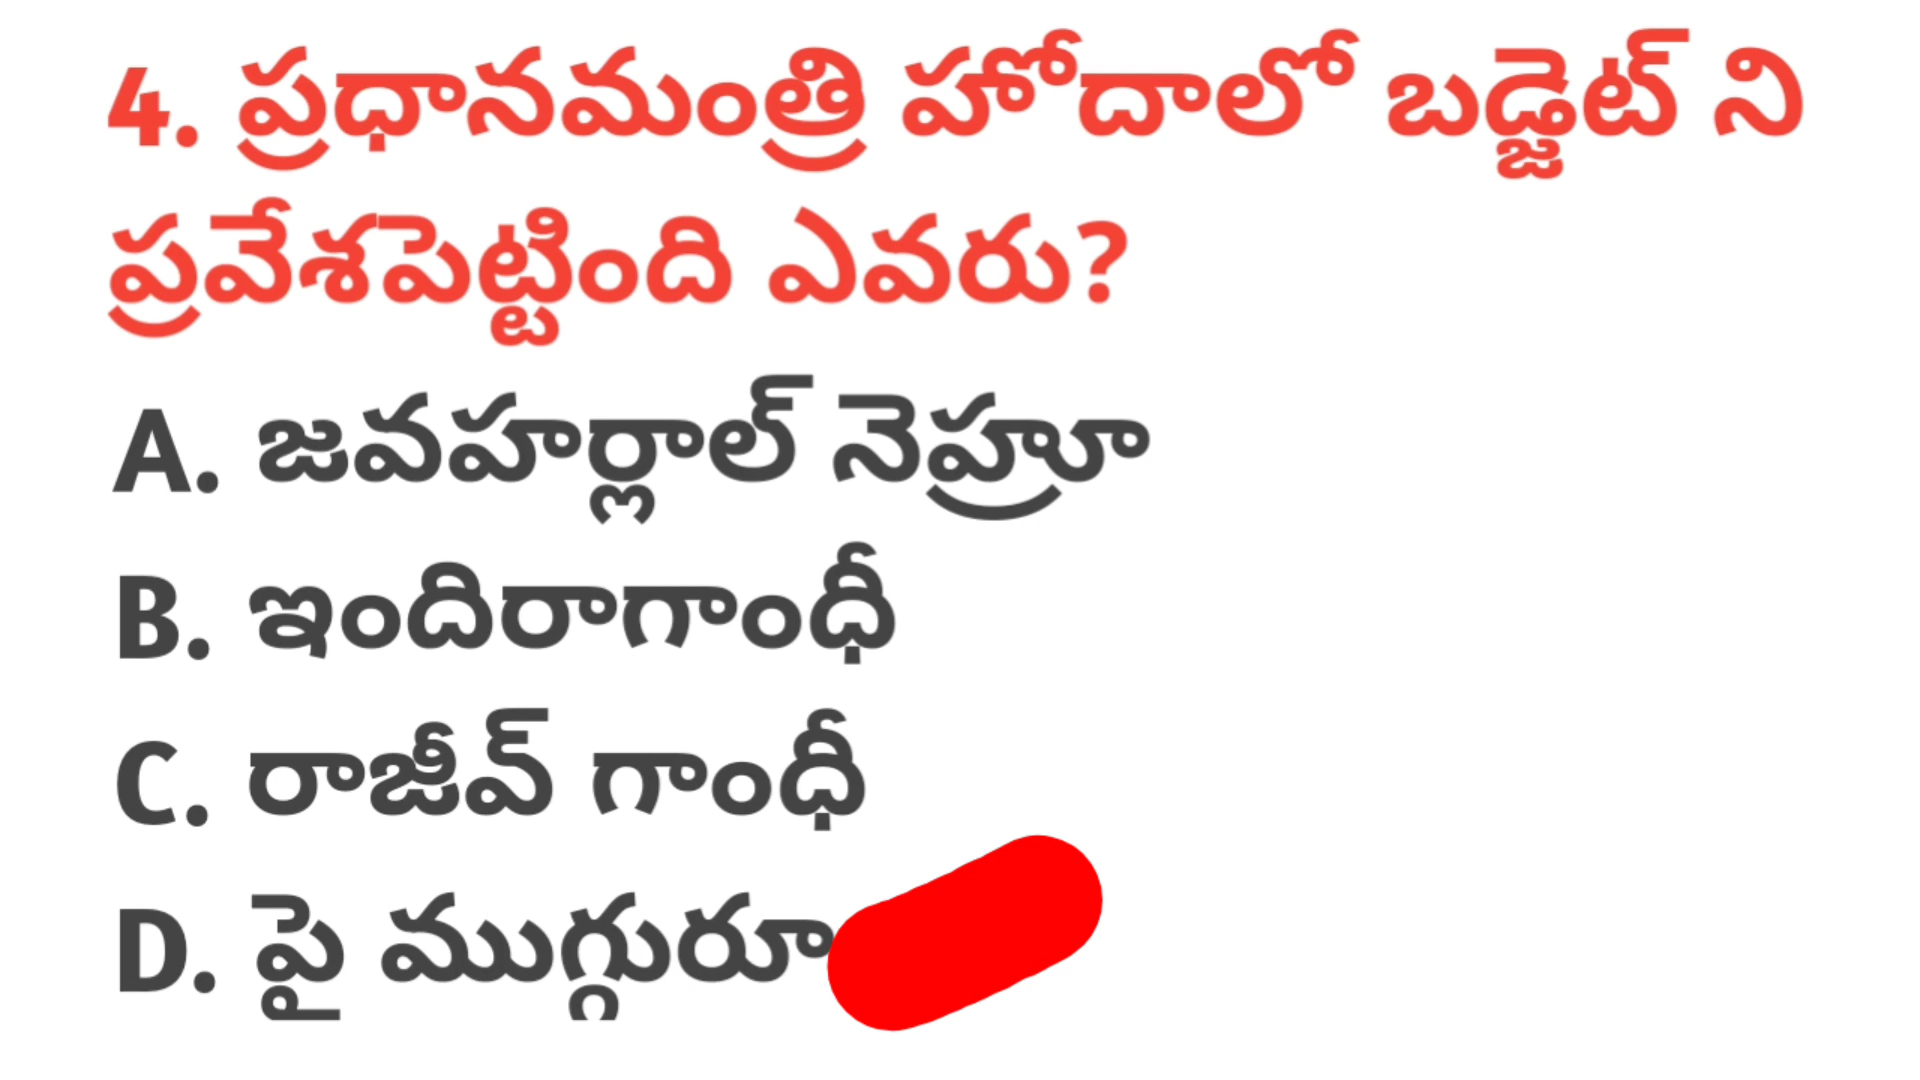 4. ప్రధానమంత్రి హోదాలో బడ్జెట్ ని
ప్రవేశపెట్టింది ఎవరు?
A. జవహర్లాల్ నెహ్రూ
B. ఇందిరాగాంధీ
C. రాజీవ్ గాంధీ
D. పై ముగ్గురూ